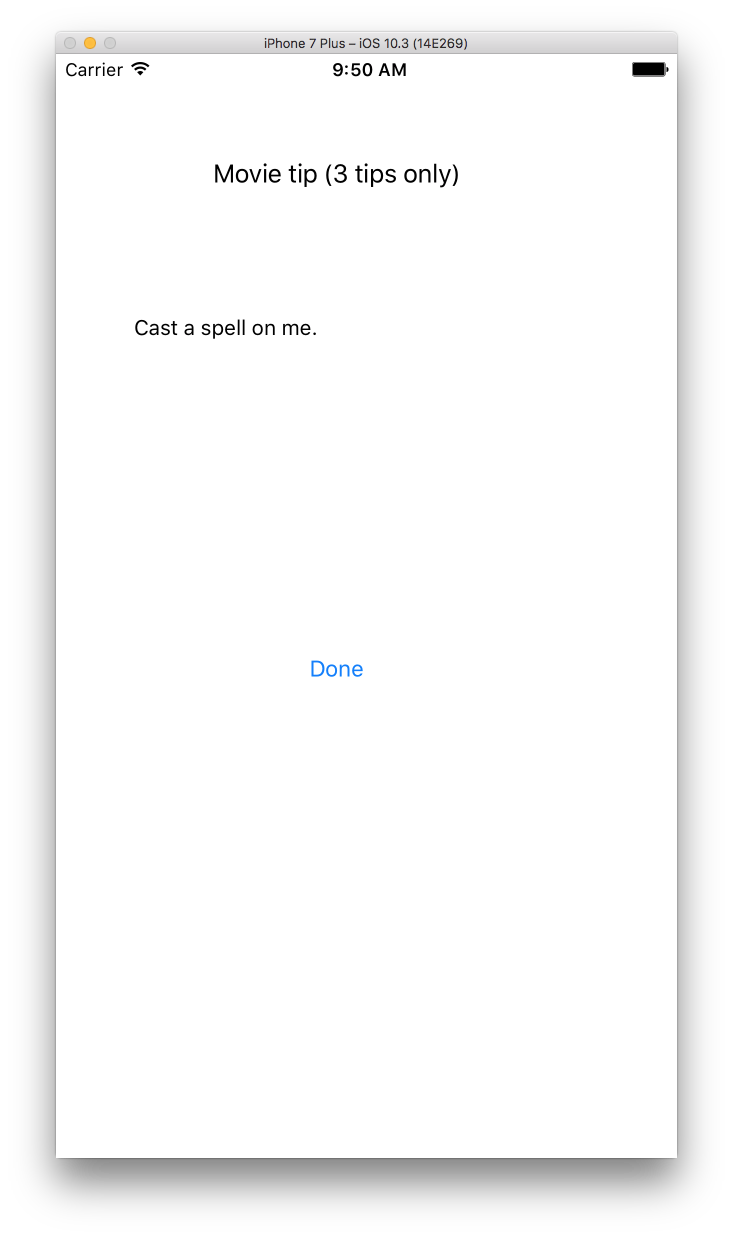 iPhone 7 Plus – iOS 10.3 (14E269)
Carrier 9:50 AM
Movie tip (3 tips only)
Cast a spell on me.
Done